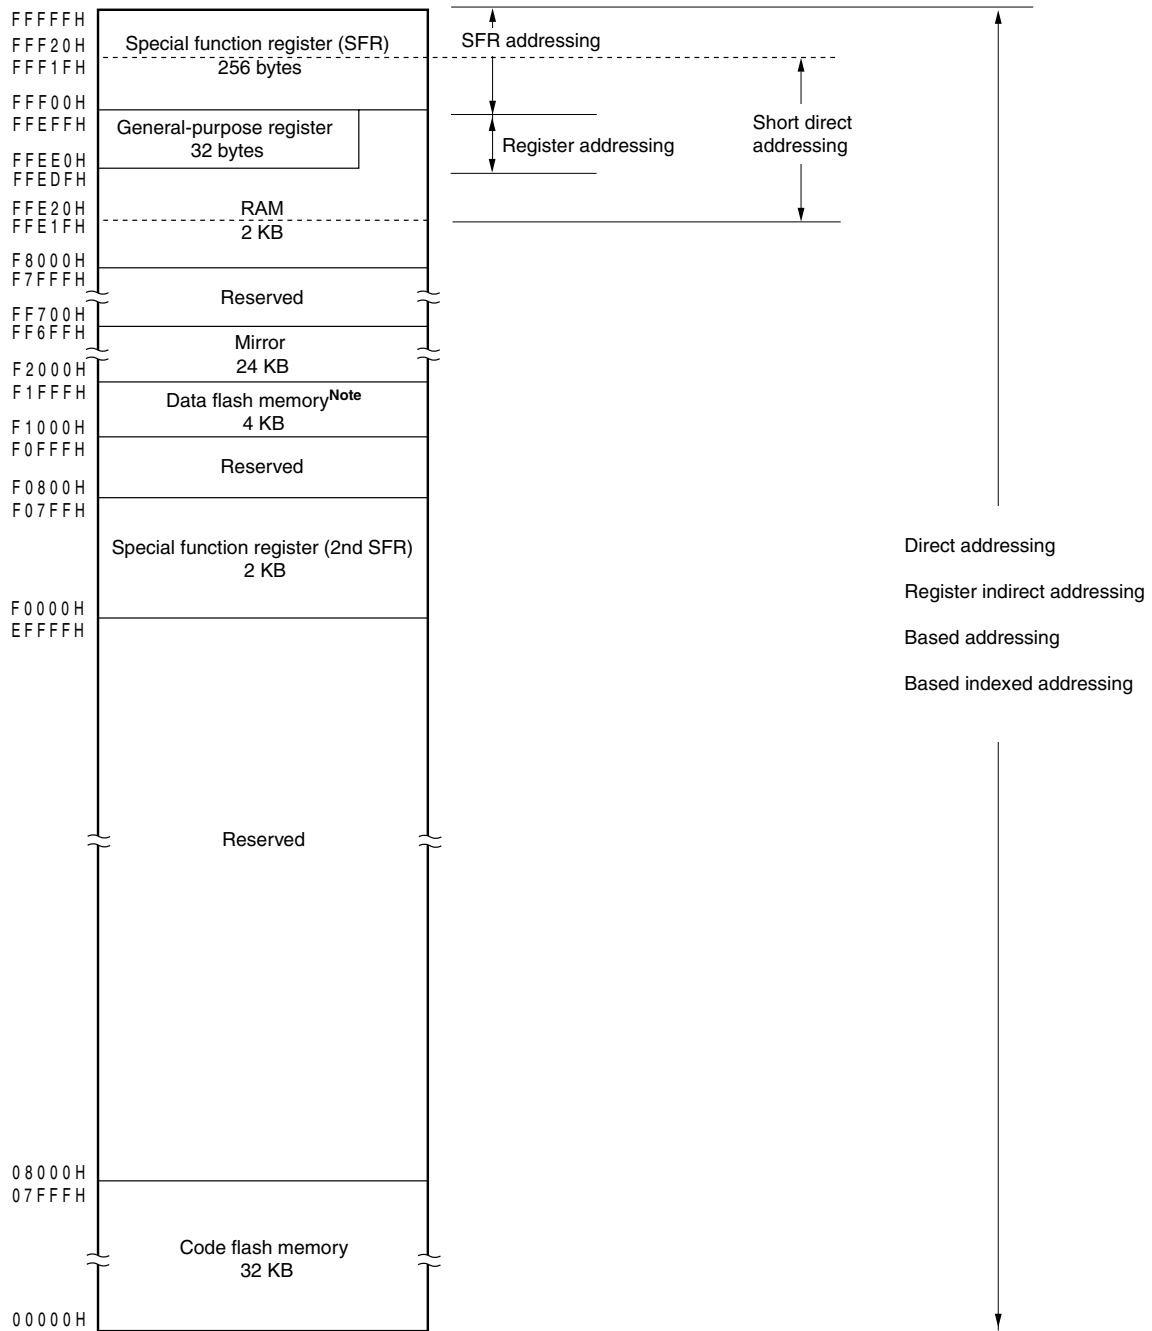 FFFFFH
FFF20H
FFF1FH
FFF00H
FFEFFH
FFEE0H
FFEDFH
FFE20H
FFE1FH
F8000H
F7FFFH
FF700H
FF6FFH
F2000H
F1FFFH
F1000H
F0FFFH
F0800H
F07FFH
F0000H
EFFFFH
08000H
07FFFH
00000H
Special function register (SFR)
256 bytes
General-purpose register
32 bytes
RAM
2 KB
Reserved
Mirror
24 KB
Data flash memoryNote
4 KB
Reserved
Special function register (2nd SFR)
2 KB
Reserved
Code flash memory
32 KB
SFR addressing
Register addressing
Short direct
addressing
Direct addressing
Register indirect addressing
Based addressing
Based indexed addressing